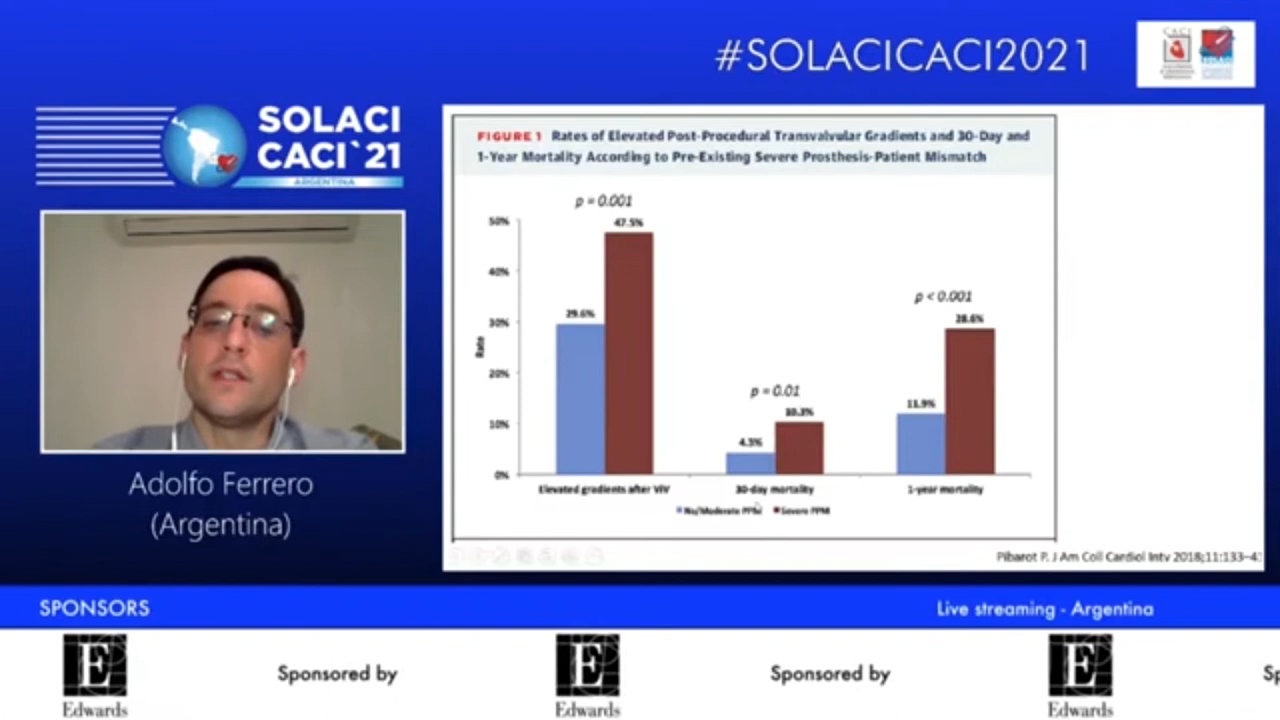 #SOLACICACI2021
CACI
SOLACI
CACI`21
ARGENTINA
Adolfo Ferrero
(Argentina)
FIGURE 1 Rates of Elevated Post-Procedural Transvalvular Gradients and 30-Day and
1-Year Mortality According to Pre-Existing Severe Prosthesis-Patient Mismatch
p = 0.001
50%
47.5%
40%
p < 0.001
30%
29.6%
28.6%
Rate
20%
p = 0.01
11.9%
10.3%
10%
4.3%
0%
Elevated gradients after ViV
30-day mortality
1-year mortality
No/Moderate PPM
Severe PPM
Pibarot P. J Am Coll Cardiol Intv 2018;11:133–4
SPONSORS
Live streaming - Argentina
E
Edwards
Sponsored by
E
Edwards
Sponsored by
E
Edwards
Sp